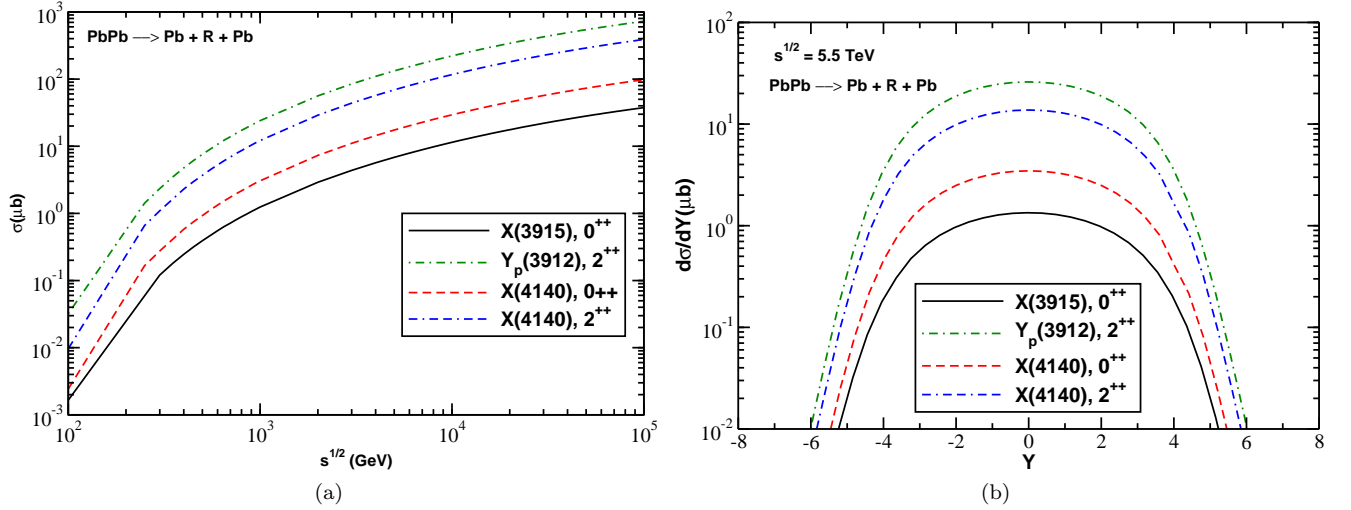 PbPb —> Pb + R + Pb
σ(μb)
10^3
10^2
10^1
10^0
10^-1
10^-2
10^-3
X(3915), 0^++
Y_p(3912), 2^++
X(4140), 0++
X(4140), 2^++
10^2 10^3 10^4 10^5
s^1/2 (GeV)
(a)
s^1/2 = 5.5 TeV
PbPb —> Pb + R + Pb
dσ/dY(μb)
10^2
10^1
10^0
10^-1
10^-2
X(3915), 0^++
Y_p(3912), 2^++
X(4140), 0^++
X(4140), 2^++
-8 -6 -4 -2 0 2 4 6 8
Y
(b)